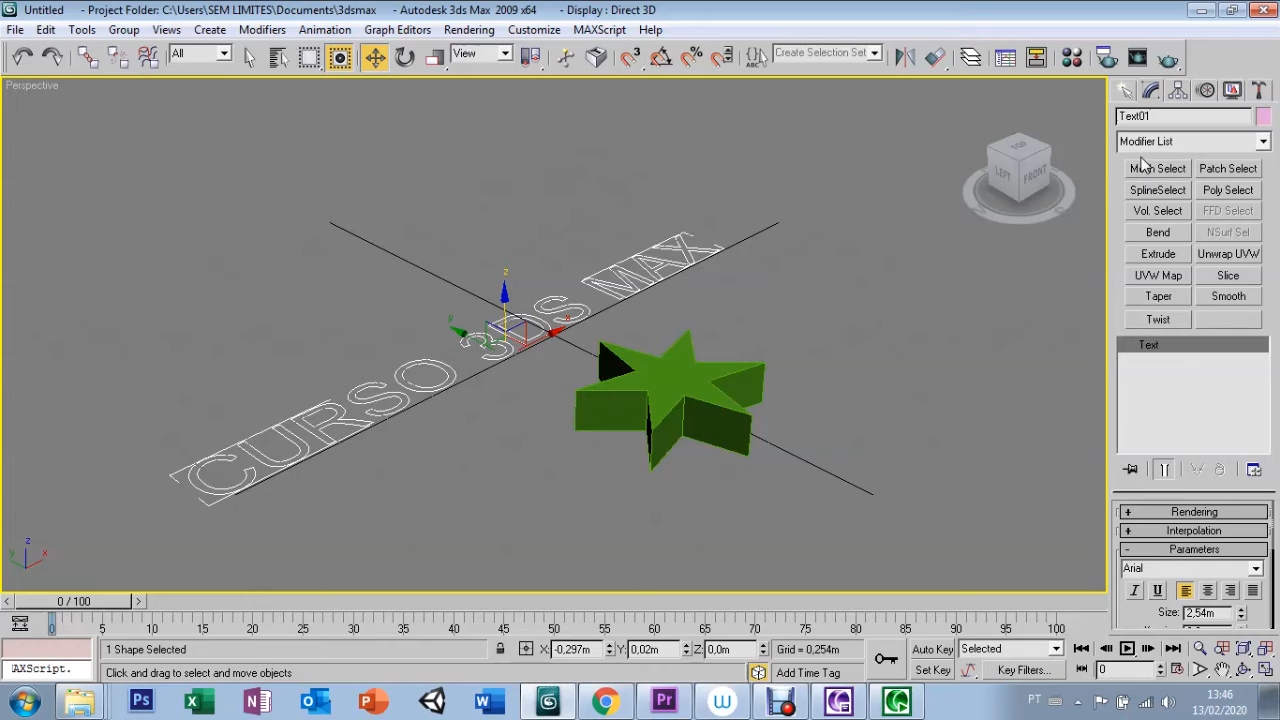 Untitled - Project Folder: C:\Users\SEM LIMITES\Documents\3dsmax - Autodesk 3ds Max 2009 x64 - Display : Direct 3D
File Edit Tools Group Views Create Modifiers Animation Graph Editors Rendering Customize MAXScript Help
All View 3 % ABC Create Selection Set
Perspective
TOP
LEFT FRONT
CURSO 3DS MAX
z
y x
z
y x
Text01
Modifier List
Mesh Select Patch Select
SplineSelect Poly Select
Vol. Select FFD Select
Bend NSurf Sel
Extrude Unwrap UVW
UVW Map Slice
Taper Smooth
Twist
Text
+ Rendering
+ Interpolation
- Parameters
Arial
I U
Size: 2,54m
< 0 / 100 >
0 5 10 15 20 25 30 35 40 45 50 55 60 65 70 75 80 85 90 95 100
1 Shape Selected X: -0,297m Y: 0,02m Z: 0,0m Grid = 0,254m Auto Key Selected
AXScript. Click and drag to select and move objects Add Time Tag Set Key Key Filters... 0
Ps W Pr W
PT 13:46
13/02/2020